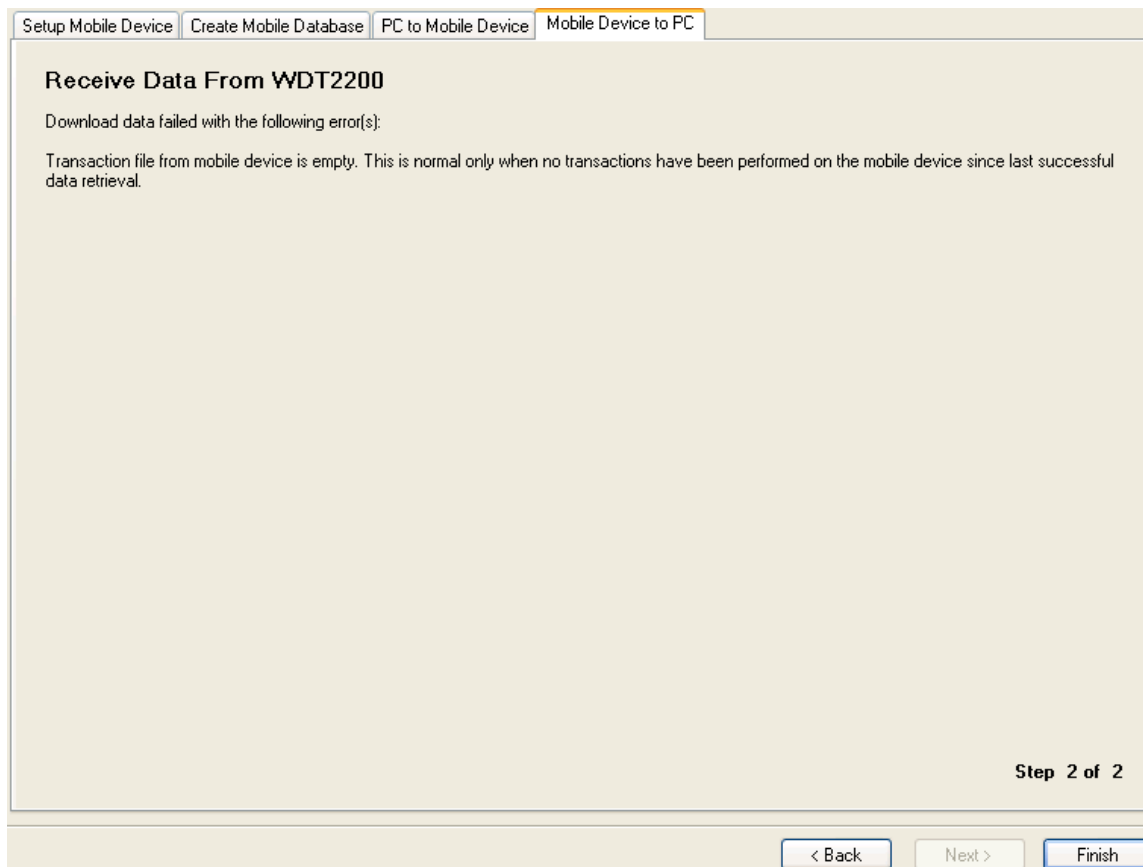 Setup Mobile Device Create Mobile Database PC to Mobile Device Mobile Device to PC
Receive Data From WDT2200
Download data failed with the following error(s):
Transaction file from mobile device is empty. This is normal only when no transactions have been performed on the mobile device since last successful
data retrieval.
Step 2 of 2
< Back Next > Finish